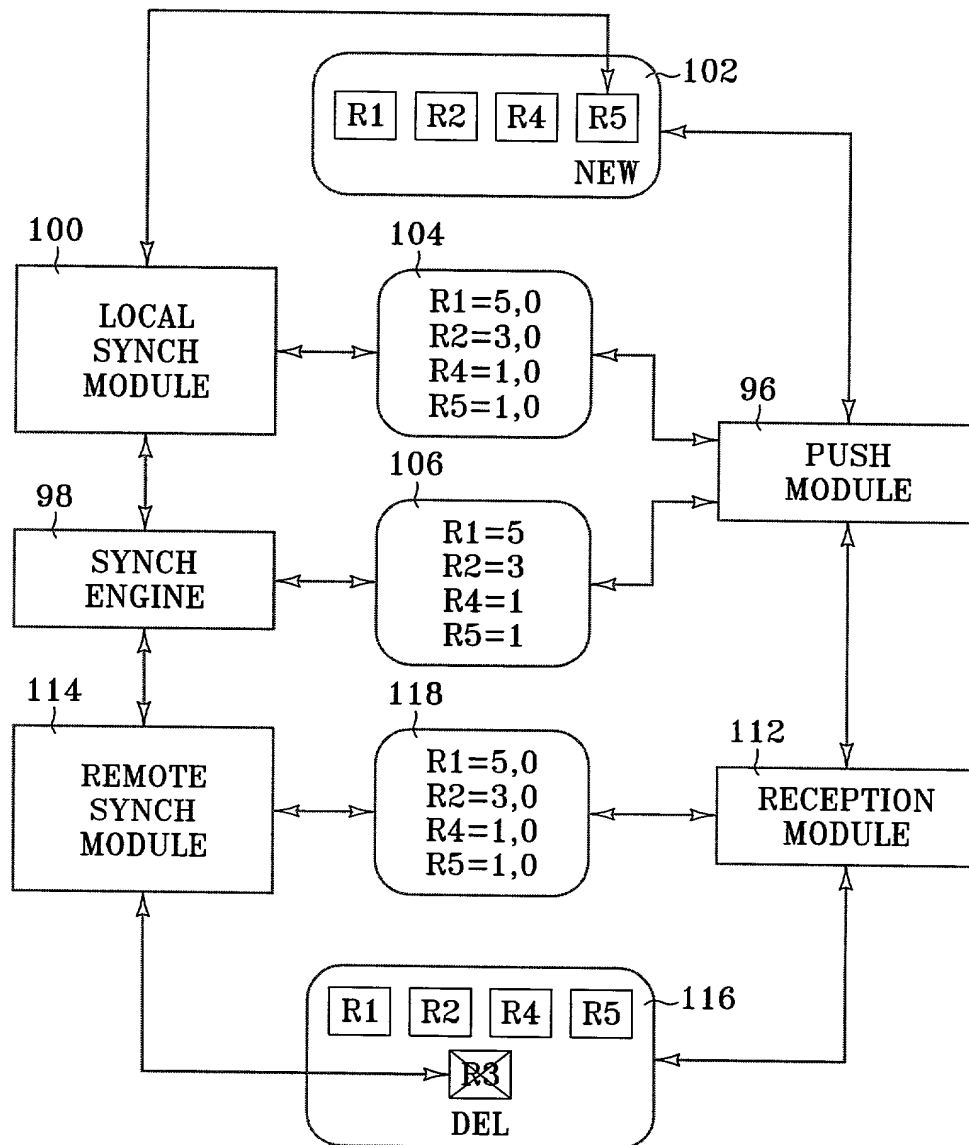 102
R1 R2 R4 R5
NEW
100
LOCAL
SYNCH
MODULE
104
R1=5,0
R2=3,0
R4=1,0
R5=1,0
96
PUSH
MODULE
98
SYNCH
ENGINE
106
R1=5
R2=3
R4=1
R5=1
114
REMOTE
SYNCH
MODULE
118
R1=5,0
R2=3,0
R4=1,0
R5=1,0
112
RECEPTION
MODULE
R1 R2 R4 R5
116
R3
DEL